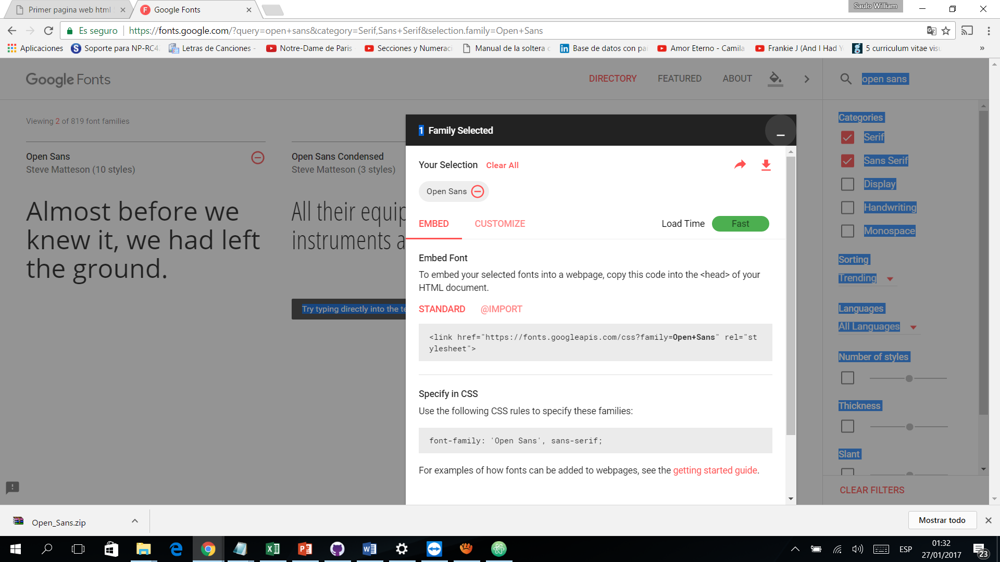 Primer pagina web html
Google Fonts
Saulo William
Es seguro
https://fonts.google.com/?query=open+sans&category=Serif,Sans+Serif&selection.family=Open+Sans
Aplicaciones
Soporte para NP-RC4
Letras de Canciones -
Notre-Dame de Paris
Secciones y Numeraci
Manual de la soltera
Base de datos con pa
Amor Eterno - Camila
Frankie J (And I Had Y
5 curriculum vitae visu
»
Google Fonts
DIRECTORY
FEATURED
ABOUT
open sans
Viewing 2 of 819 font families
Open Sans
Steve Matteson (10 styles)
Almost before we
knew it, we had left
the ground.
Open Sans Condensed
Steve Matteson (3 styles)
All their equip
instruments a
Try typing directly into the te
1 Family Selected
Your Selection
Clear All
Open Sans
EMBED
CUSTOMIZE
Load Time
Fast
Embed Font
To embed your selected fonts into a webpage, copy this code into the <head> of your
HTML document.
STANDARD
@IMPORT
<link href="https://fonts.googleapis.com/css?family=Open+Sans" rel="st
ylesheet">
Specify in CSS
Use the following CSS rules to specify these families:
font-family: 'Open Sans', sans-serif;
For examples of how fonts can be added to webpages, see the getting started guide.
Categories
Serif
Sans Serif
Display
Handwriting
Monospace
Sorting
Trending
Languages
All Languages
Number of styles
Thickness
Slant
CLEAR FILTERS
Open_Sans.zip
Mostrar todo
ESP
01:32
27/01/2017
23